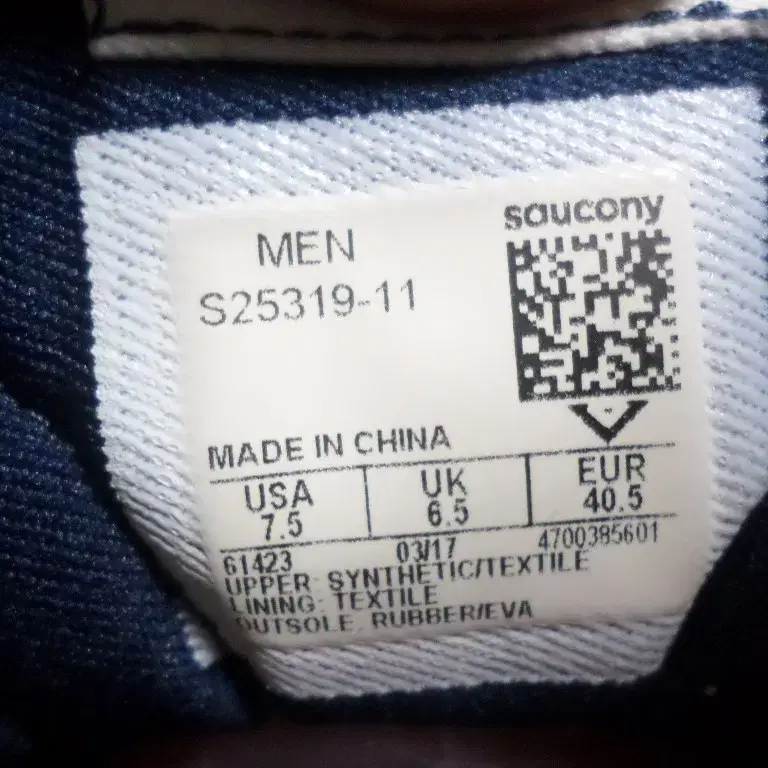 saucony
MEN
S25319-11
MADE IN CHINA
USA UK EUR
7.5 6.5 40.5
61423 03/17 4700385601
UPPER: SYNTHETIC/TEXTILE
LINING: TEXTILE
OUTSOLE: RUBBER/EVA